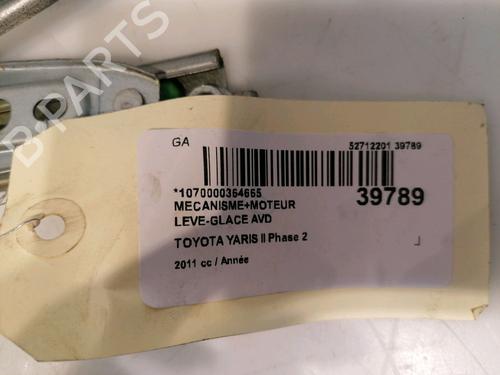 B-PARTS
GA
52712201 39789
*1070000364665
39789
MECANISME+MOTEUR
LEVE-GLACE AVD
TOYOTA YARIS II Phase 2
2011 cc / Année